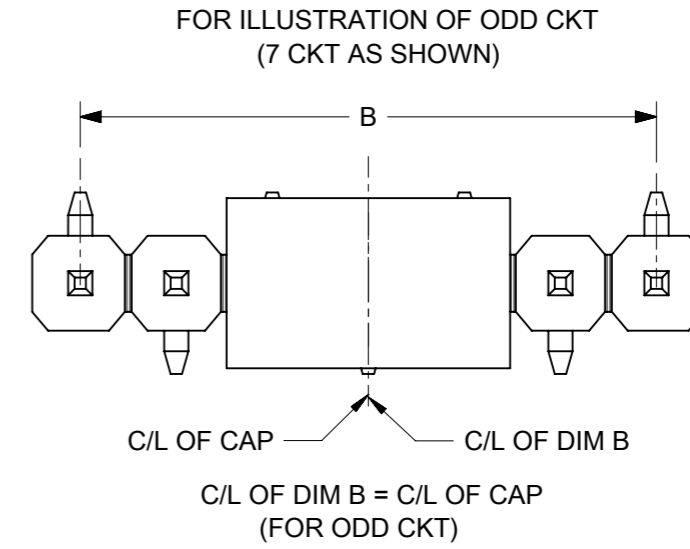 FOR ILLUSTRATION OF ODD CKT
(7 CKT AS SHOWN)
B
C/L OF CAP
C/L OF DIM B
C/L OF DIM B = C/L OF CAP
(FOR ODD CKT)